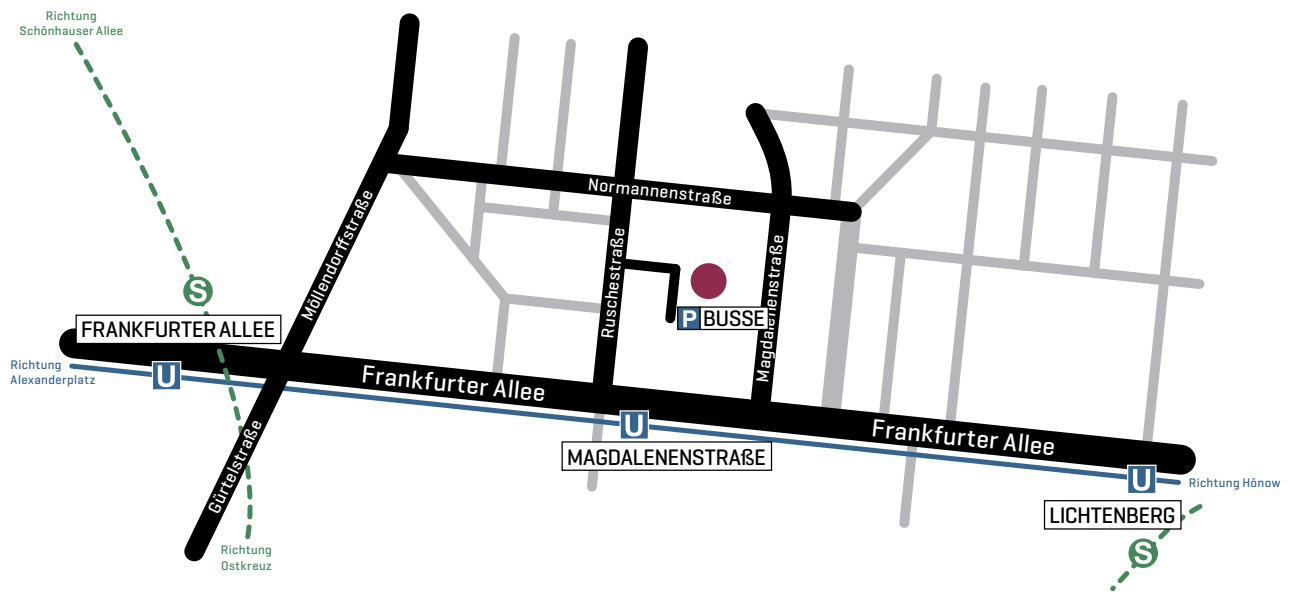 Richtung
Schönhauser Allee
Normannenstraße
Möllendorffstraße
Ruschestraße
Magdalenenstraße
S
P BUSSE
FRANKFURTER ALLEE
Richtung
Alexanderplatz
U
Frankfurter Allee
U
MAGDALENENSTRAßE
Frankfurter Allee
Gürtelstraße
U
Richtung Hönow
LICHTENBERG
S
Richtung
Ostkreuz